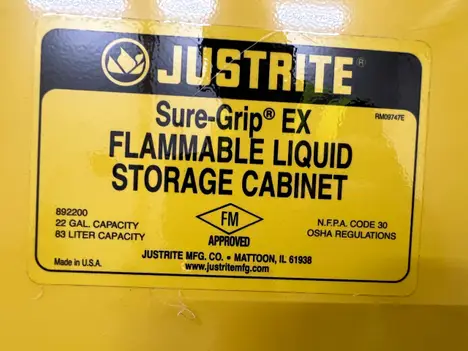 JUSTRITE®
RM09747E
Sure-Grip® EX
FLAMMABLE LIQUID
STORAGE CABINET
892200
22 GAL. CAPACITY
83 LITER CAPACITY
FM
APPROVED
N.F.P.A. CODE 30
OSHA REGULATIONS
Made in U.S.A.
JUSTRITE MFG. CO. • MATTOON, IL 61938
www.justritemfg.com